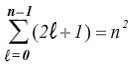 n-1
∑(2ℓ+1) = n²
ℓ=0